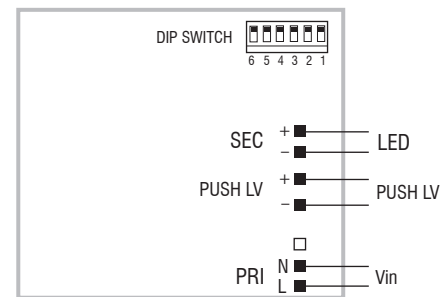 DIP SWITCH
6 5 4 3 2 1
SEC + LED
−
PUSH LV + PUSH LV
−
PRI N Vin
L